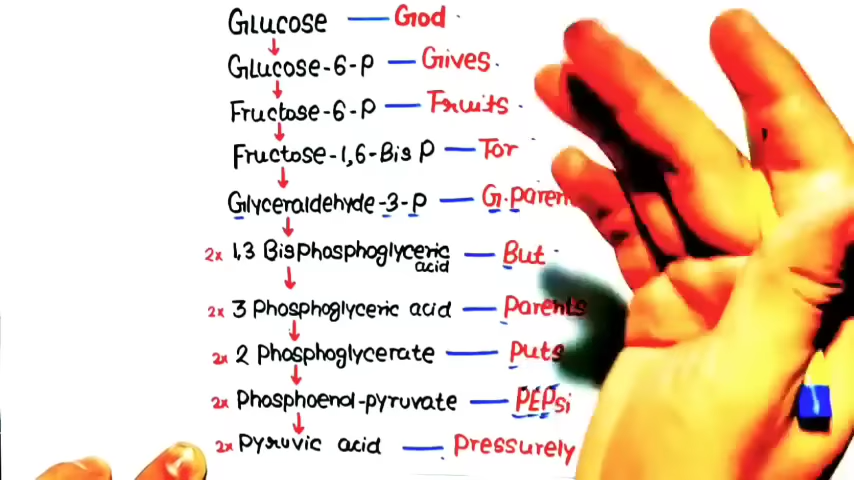 Glucose — God
Glucose-6-P — Gives
Fructose-6-P — Fruits
Fructose-1,6-Bis P — Tor
Glyceraldehyde-3-P — G.Paren
2x 1,3 Bisphosphoglyceric acid — But
2x 3 Phosphoglyceric acid — Parents
2x 2 Phosphoglycerate — Puts
2x Phosphoenol-pyruvate — PEPsi
2x Pyruvic acid — Pressurely